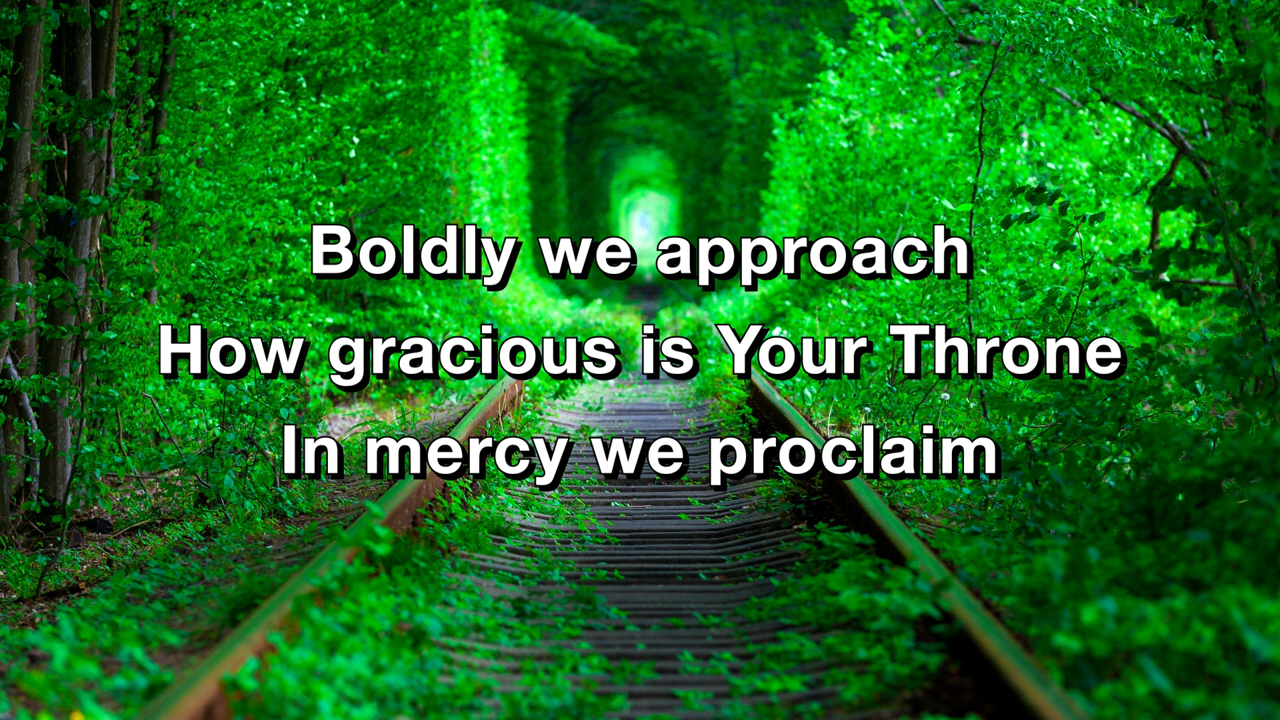 Boldly we approach
How gracious is Your Throne
In mercy we proclaim